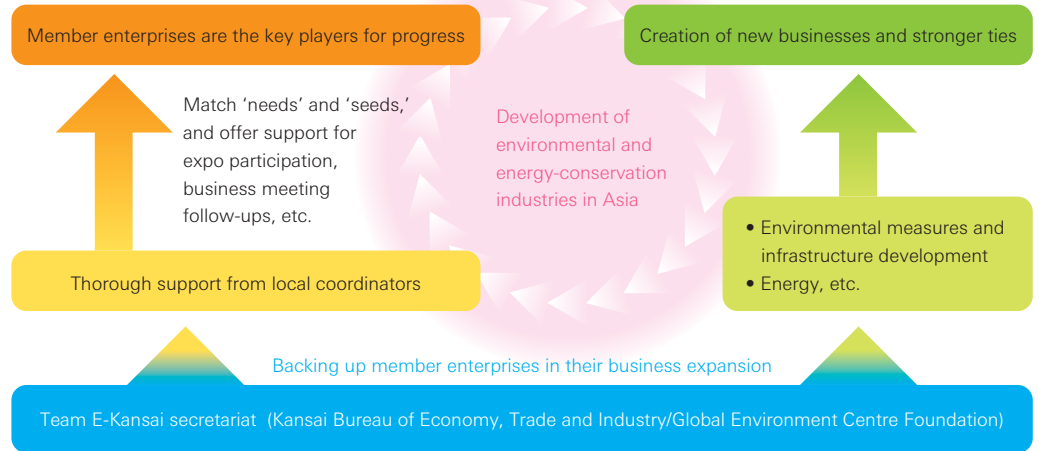 Member enterprises are the key players for progress
Creation of new businesses and stronger ties
Match ‘needs’ and ‘seeds,’
and offer support for
expo participation,
business meeting
follow-ups, etc.
Development of
environmental and
energy-conservation
industries in Asia
• Environmental measures and
infrastructure development
• Energy, etc.
Thorough support from local coordinators
Backing up member enterprises in their business expansion
Team E-Kansai secretariat (Kansai Bureau of Economy, Trade and Industry/Global Environment Centre Foundation)